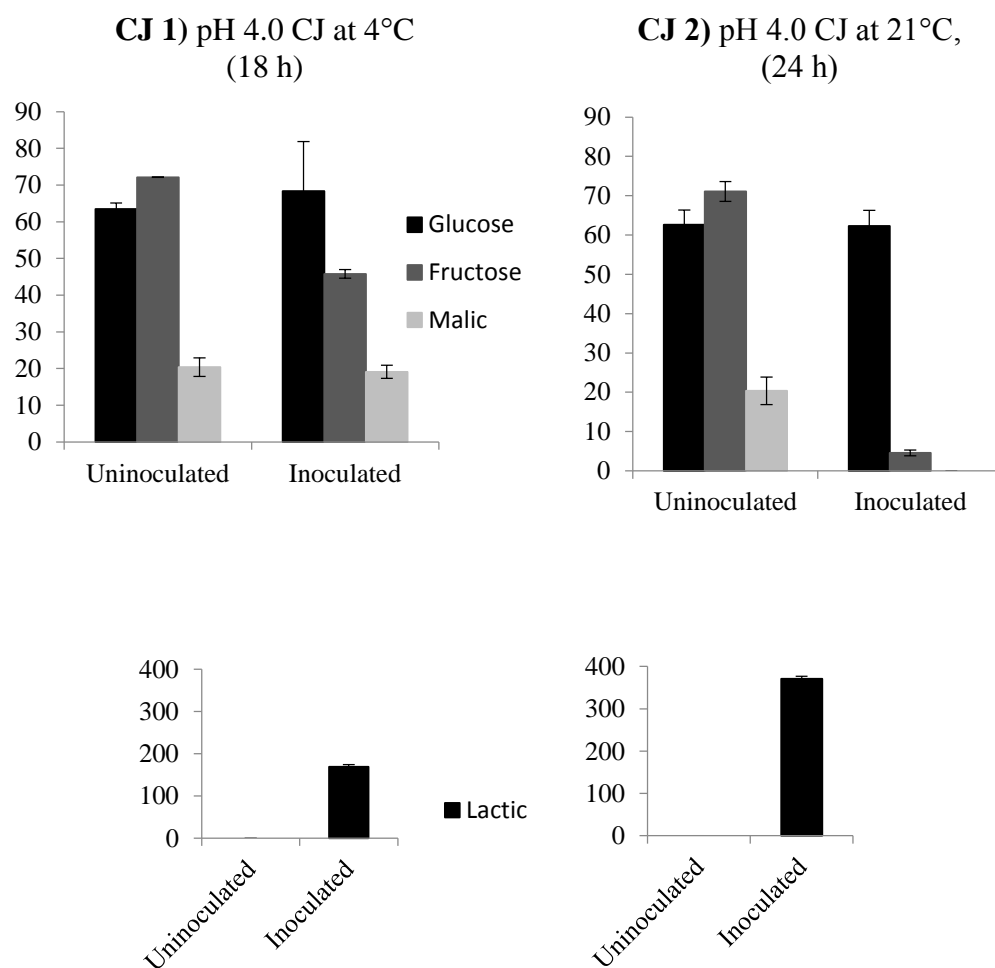 CJ 1) pH 4.0 CJ at 4°C
(18 h)
90
80
70
60
50
40
30
20
10
0
Uninoculated Inoculated
Glucose
Fructose
Malic
CJ 2) pH 4.0 CJ at 21°C,
(24 h)
90
80
70
60
50
40
30
20
10
0
Uninoculated Inoculated
400
300
200
100
0
Uninoculated
Inoculated
Lactic
400
300
200
100
0
Uninoculated
Inoculated